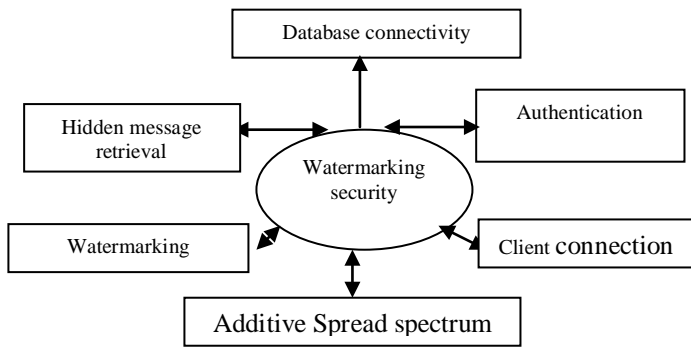 Database connectivity
Hidden message
retrieval
Authentication
Watermarking
security
Watermarking
Client connection
Additive Spread spectrum